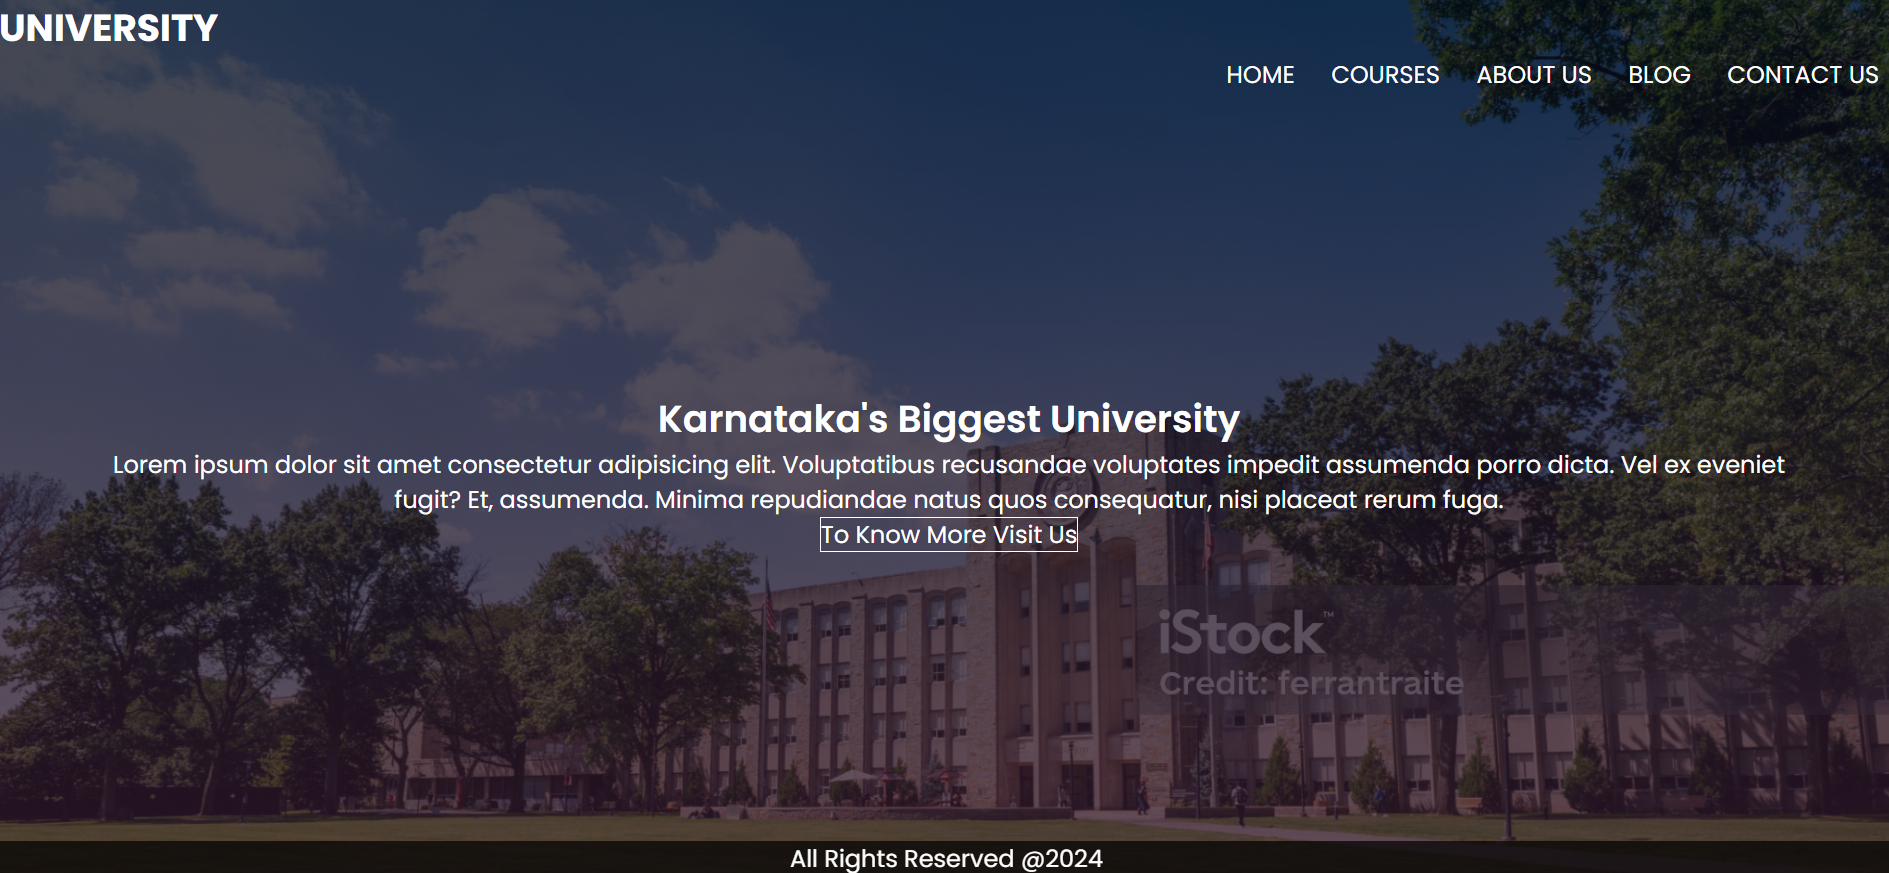 UNIVERSITY
HOME COURSES ABOUT US BLOG CONTACT US
Karnataka's Biggest University
Lorem ipsum dolor sit amet consectetur adipisicing elit. Voluptatibus recusandae voluptates impedit assumenda porro dicta. Vel ex eveniet
fugit? Et, assumenda. Minima repudiandae natus quos consequatur, nisi placeat rerum fuga.
To Know More Visit Us
iStock™
Credit: ferrantraite
All Rights Reserved @2024